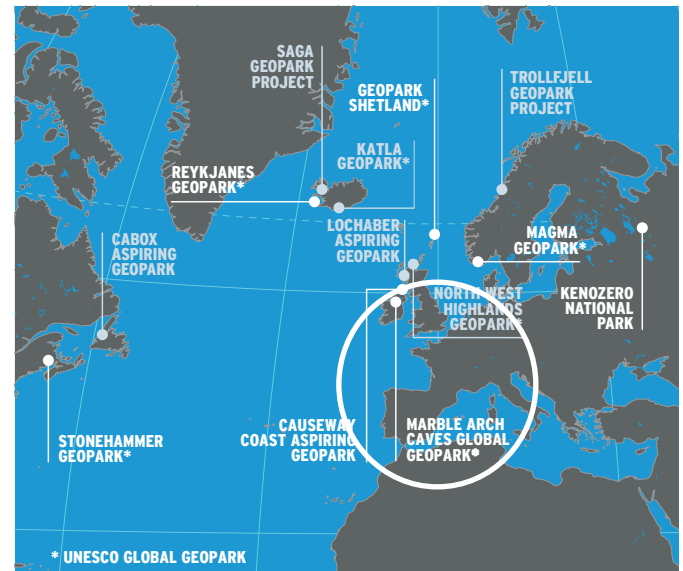 SAGA
GEOPARK
PROJECT
GEOPARK
SHETLAND*
TROLLFJELL
GEOPARK
PROJECT
KATLA
GEOPARK*
REYKJANES
GEOPARK*
LOCHABER
ASPIRING
GEOPARK
CABOX
ASPIRING
GEOPARK
MAGMA
GEOPARK*
KENOZERO
NATIONAL
PARK
NORTH WEST
HIGHLANDS
GEOPARK*
STONEHAMMER
GEOPARK*
CAUSEWAY
COAST ASPIRING
GEOPARK
MARBLE ARCH
CAVES GLOBAL
GEOPARK*
* UNESCO GLOBAL GEOPARK